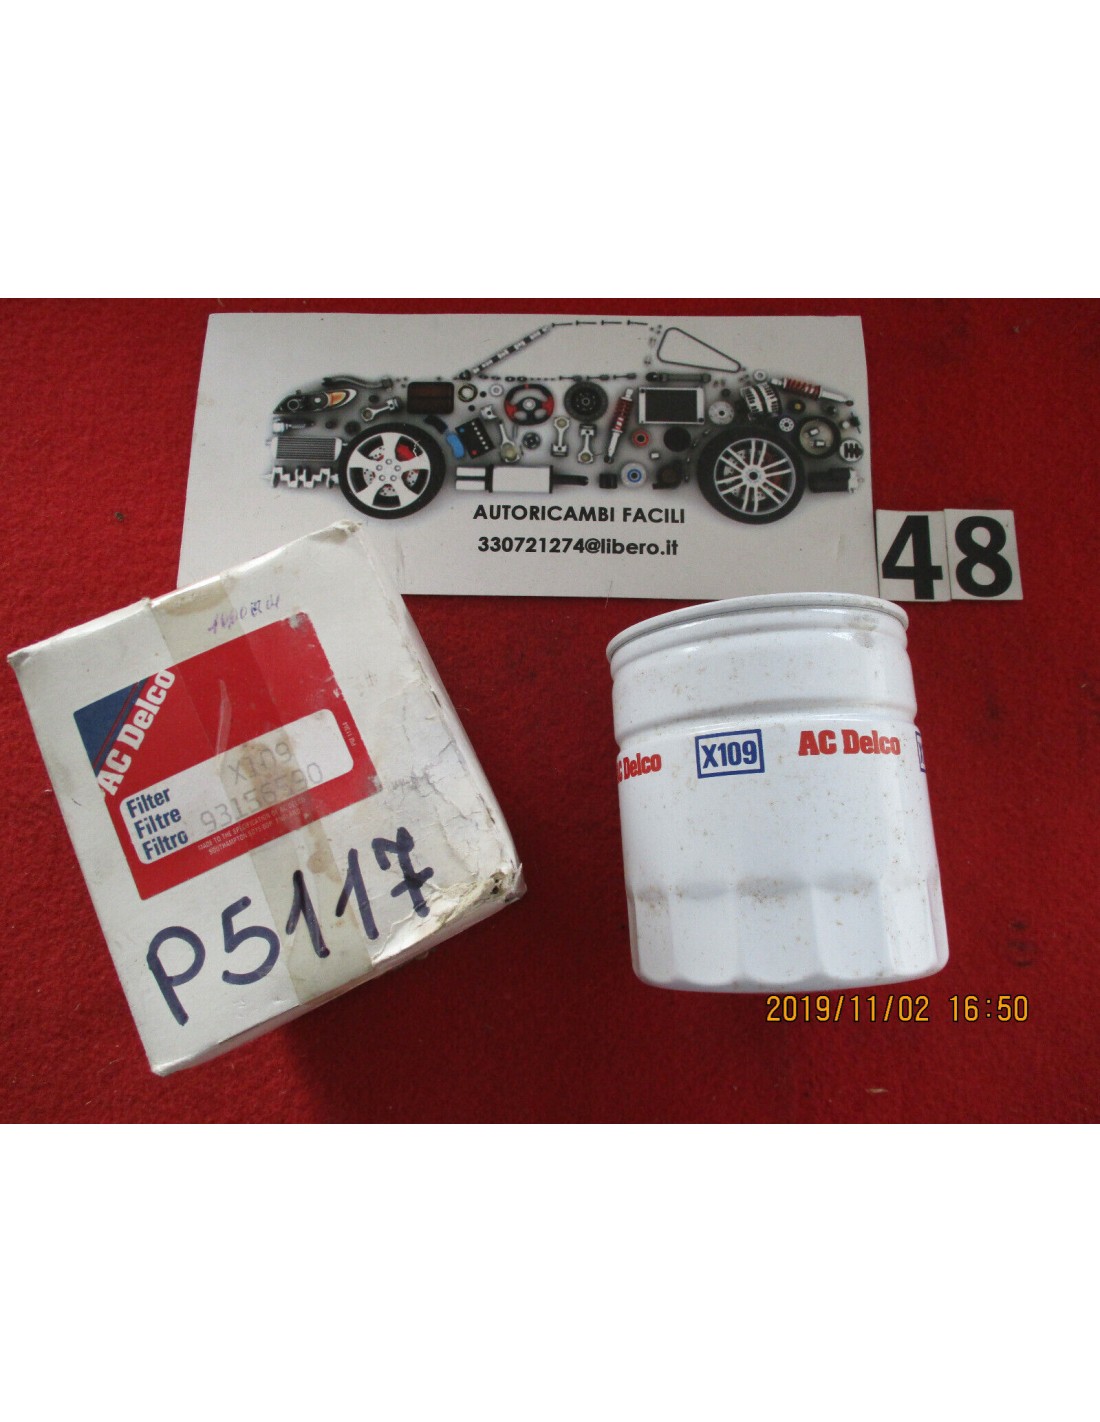 AUTORICAMBI FACILI
330721274@libero.it
48
AC Delco
X109
Filter
Filtre
Filtro
P5117
AC Delco
X109
AC Delco
2019/11/02 16:50